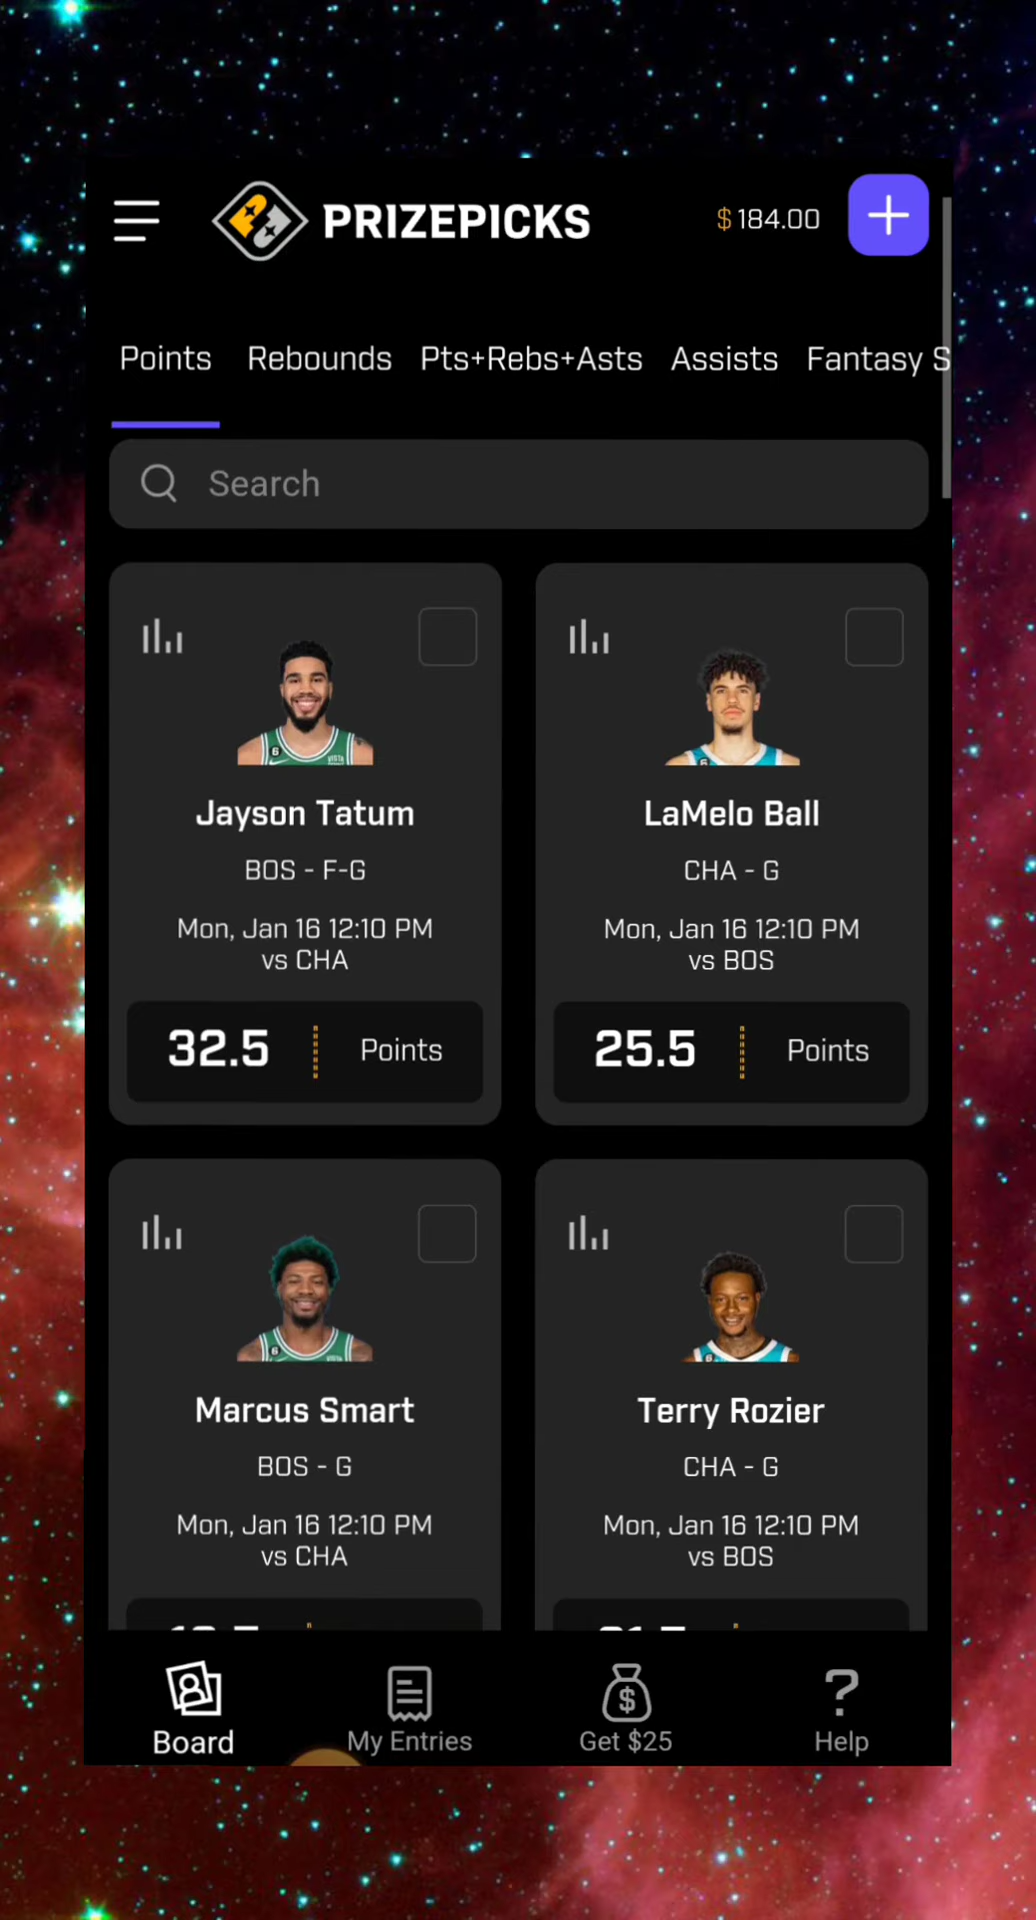 PRIZEPICKS
$ 184.00
Points Rebounds Pts+Rebs+Asts Assists Fantasy S
Search
Jayson Tatum
BOS - F-G
Mon, Jan 16 12:10 PM
vs CHA
32.5 Points
LaMelo Ball
CHA - G
Mon, Jan 16 12:10 PM
vs BOS
25.5 Points
Marcus Smart
BOS - G
Mon, Jan 16 12:10 PM
vs CHA
Terry Rozier
CHA - G
Mon, Jan 16 12:10 PM
vs BOS
Board
My Entries
Get $25
Help